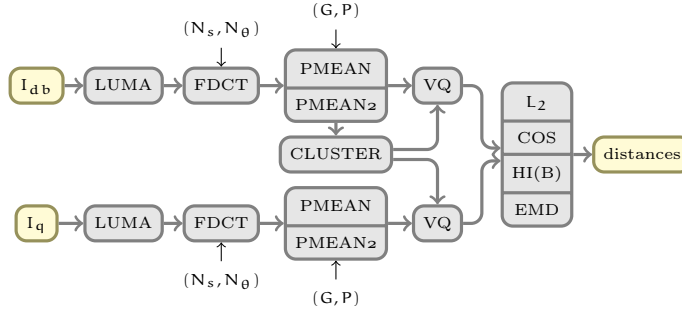 (G, P)
(N_s, N_θ)
I_db
LUMA
FDCT
PMEAN
PMEAN2
VQ
CLUSTER
L_2
COS
HI(B)
EMD
distances
I_q
LUMA
FDCT
PMEAN
PMEAN2
VQ
(N_s, N_θ)
(G, P)